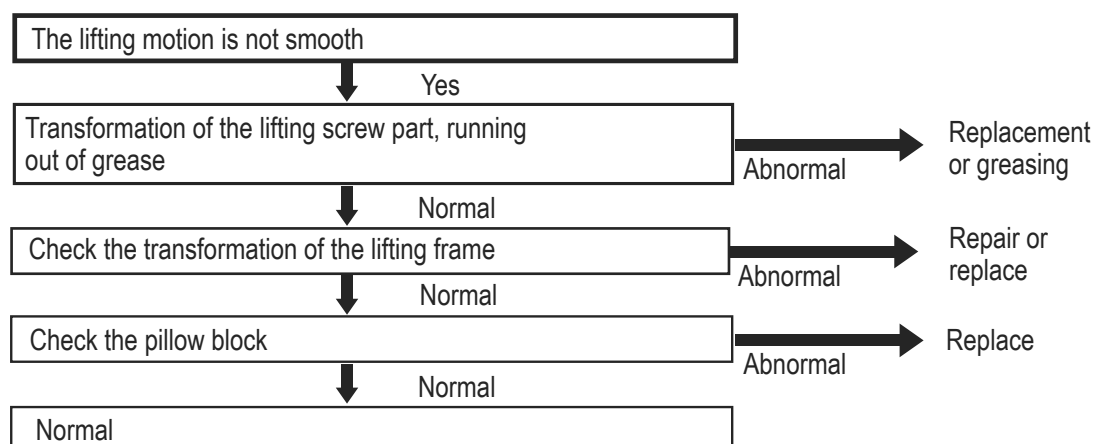 The lifting motion is not smooth
Yes
Transformation of the lifting screw part, running
out of grease
Abnormal
Replacement
or greasing
Normal
Check the transformation of the lifting frame
Abnormal
Repair or
replace
Normal
Check the pillow block
Abnormal
Replace
Normal
Normal